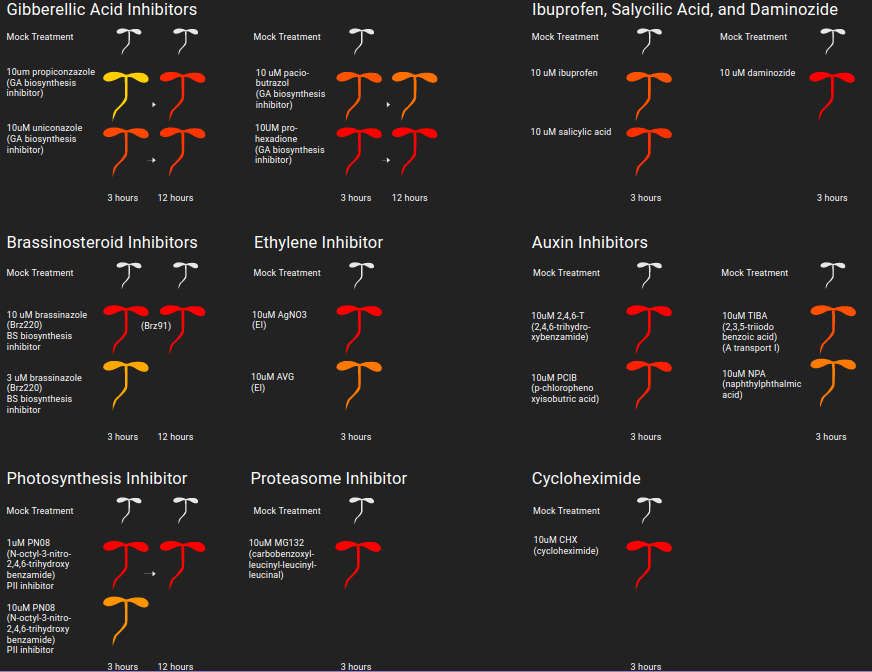 Gibberellic Acid Inhibitors
Mock Treatment
10um propiconzazole
(GA biosynthesis
inhibitor)
10uM uniconazole
(GA biosynthesis
inhibitor)
3 hours
12 hours
Mock Treatment
10 uM pacio-
butrazol
(GA biosynthesis
inhibitor)
10UM pro-
hexadione
(GA biosynthesis
inhibitor)
3 hours
12 hours
Ibuprofen, Salycilic Acid, and Daminozide
Mock Treatment
10 uM ibuprofen
10 uM salicylic acid
3 hours
Mock Treatment
10 uM daminozide
3 hours
Brassinosteroid Inhibitors
Mock Treatment
10 uM brassinazole
(Brz220)
BS biosynthesis
inhibitor
(Brz91)
3 uM brassinazole
(Brz220)
BS biosynthesis
inhibitor
3 hours
12 hours
Ethylene Inhibitor
Mock Treatment
10uM AgNO3
(EI)
10uM AVG
(EI)
3 hours
Auxin Inhibitors
Mock Treatment
10uM 2,4,6-T
(2,4,6-trihydro-
xybenzamide)
10uM PCIB
(p-chloropheno
xyisobutric acid)
3 hours
Mock Treatment
10uM TIBA
(2,3,5-triiodo
benzoic acid)
(A transport I)
10uM NPA
(naphthylphthalmic
acid)
3 hours
Photosynthesis Inhibitor
Mock Treatment
1uM PN08
(N-octyl-3-nitro-
2,4,6-trihydroxy
benzamide)
PII inhibitor
10uM PN08
(N-octyl-3-nitro-
2,4,6-trihydroxy
benzamide)
PII inhibitor
3 hours
12 hours
Proteasome Inhibitor
Mock Treatment
10uM MG132
(carbobenzoxyl-
leucinyl-leucinyl-
leucinal)
3 hours
Cycloheximide
Mock Treatment
10uM CHX
(cycloheximide)
3 hours